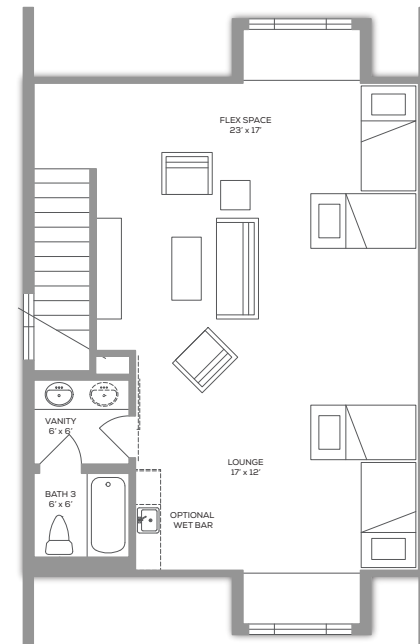 FLEX SPACE
23' x 17'
VANITY
6' x 6'
LOUNGE
17' x 12'
BATH 3
6' x 6'
OPTIONAL
WET BAR